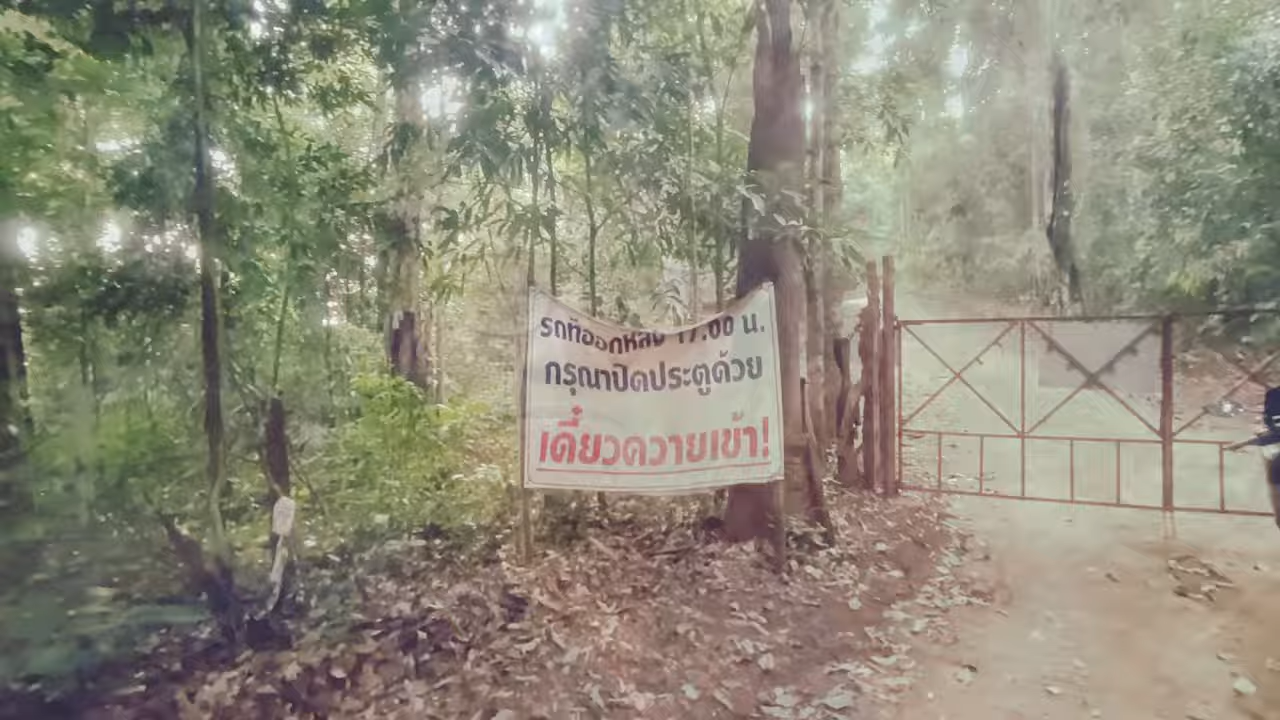 รถที่ออกหลัง 17.00 น.
กรุณาปิดประตูด้วย
เดี๋ยวควายเข้า!